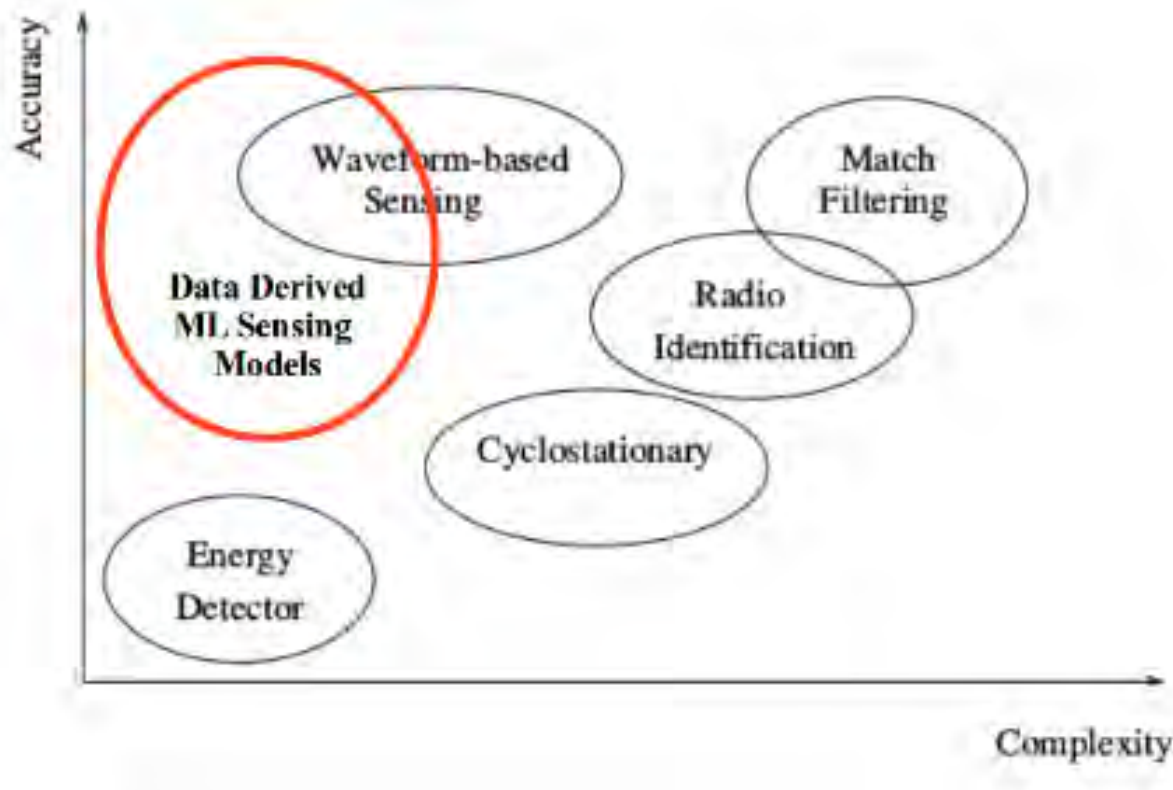 Accuracy
Waveform-based
Sensing
Match
Filtering
Data Derived
ML Sensing
Models
Radio
Identification
Cyclostationary
Energy
Detector
Complexity